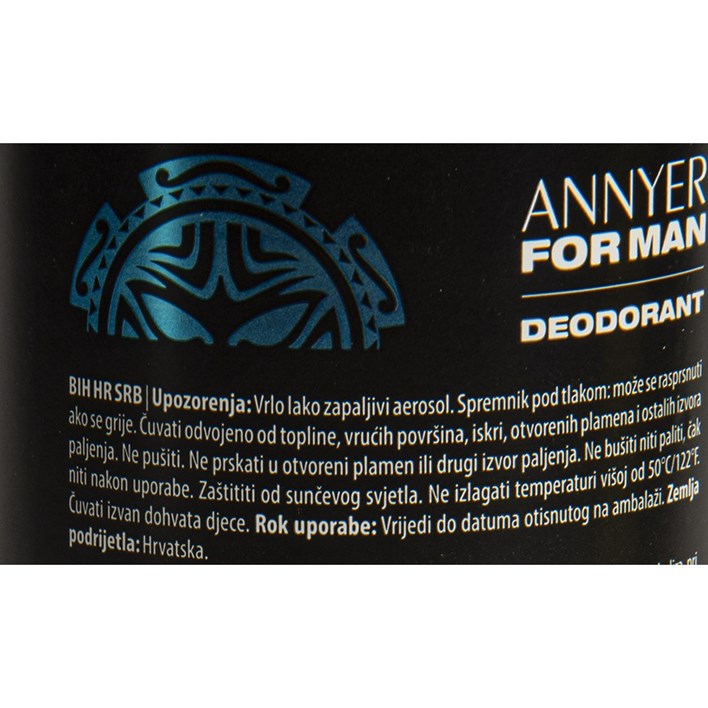 ANNYER
FOR MAN
DEODORANT
BIH HR SRB | Upozorenja: Vrlo lako zapaljivi aerosol. Spremnik pod tlakom: može se rasprsnuti
ako se grije. Čuvati odvojeno od topline, vrućih površina, iskri, otvorenih plamena i ostalih izvora
paljenja. Ne pušiti. Ne prskati u otvoreni plamen ili drugi izvor paljenja. Ne bušiti niti paliti, čak
niti nakon uporabe. Zaštititi od sunčevog svjetla. Ne izlagati temperaturi višoj od 50°C/122°F.
Čuvati izvan dohvata djece. Rok uporabe: Vrijedi do datuma otisnutog na ambalaži. Zemlja
podrijetla: Hrvatska.
pri